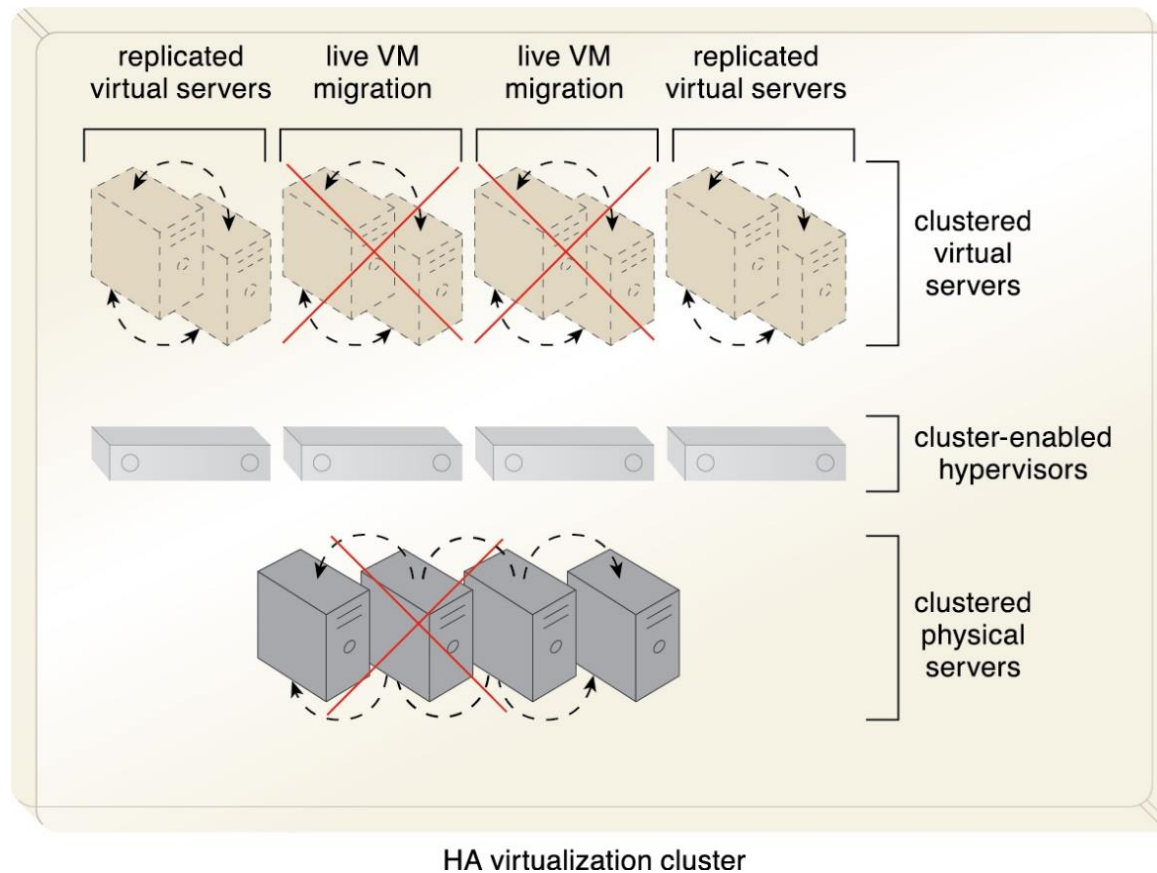 replicated
virtual servers
live VM
migration
live VM
migration
replicated
virtual servers
clustered
virtual
servers
cluster-enabled
hypervisors
clustered
physical
servers
HA virtualization cluster